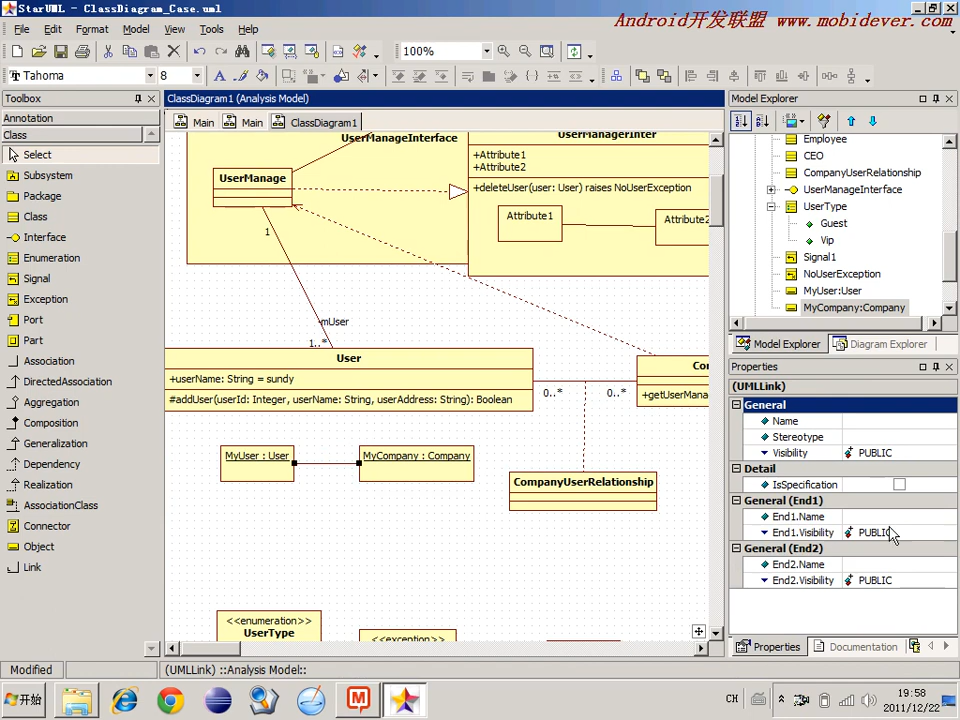 StarUML - ClassDiagram_Case.uml
Android开发联盟 www.mobidever.com
File Edit Format Model View Tools Help
100%
Tahoma 8
Toolbox
ClassDiagram1 (Analysis Model)
Model Explorer
Annotation
Class
Select
Subsystem
Package
Class
Interface
Enumeration
Signal
Exception
Port
Part
Association
DirectedAssociation
Aggregation
Composition
Generalization
Dependency
Realization
AssociationClass
Connector
Object
Link
Main Main ClassDiagram1
UserManageInterface
UserManagerInter
+Attribute1
+Attribute2
UserManage
+deleteUser(user: User) raises NoUserException
Attribute1
Attribute2
1
-mUser
1..*
User
+userName: String = sundy
#addUser(userId: Integer, userName: String, userAddress: String): Boolean
0..*
0..*
Con
+getUserMana
MyUser : User
MyCompany : Company
CompanyUserRelationship
<<enumeration>>
UserType
<<exception>>
Employee
CEO
CompanyUserRelationship
UserManageInterface
UserType
Guest
Vip
Signal1
NoUserException
MyUser:User
MyCompany:Company
Model Explorer Diagram Explorer
Properties
(UMLLink)
General
Name
Stereotype
Visibility PUBLIC
Detail
IsSpecification
General (End1)
End1.Name
End1.Visibility PUBLIC
General (End2)
End2.Name
End2.Visibility PUBLIC
Properties Documentation
Modified
(UMLLink) ::Analysis Model::
开始
CH
19:58
2011/12/22